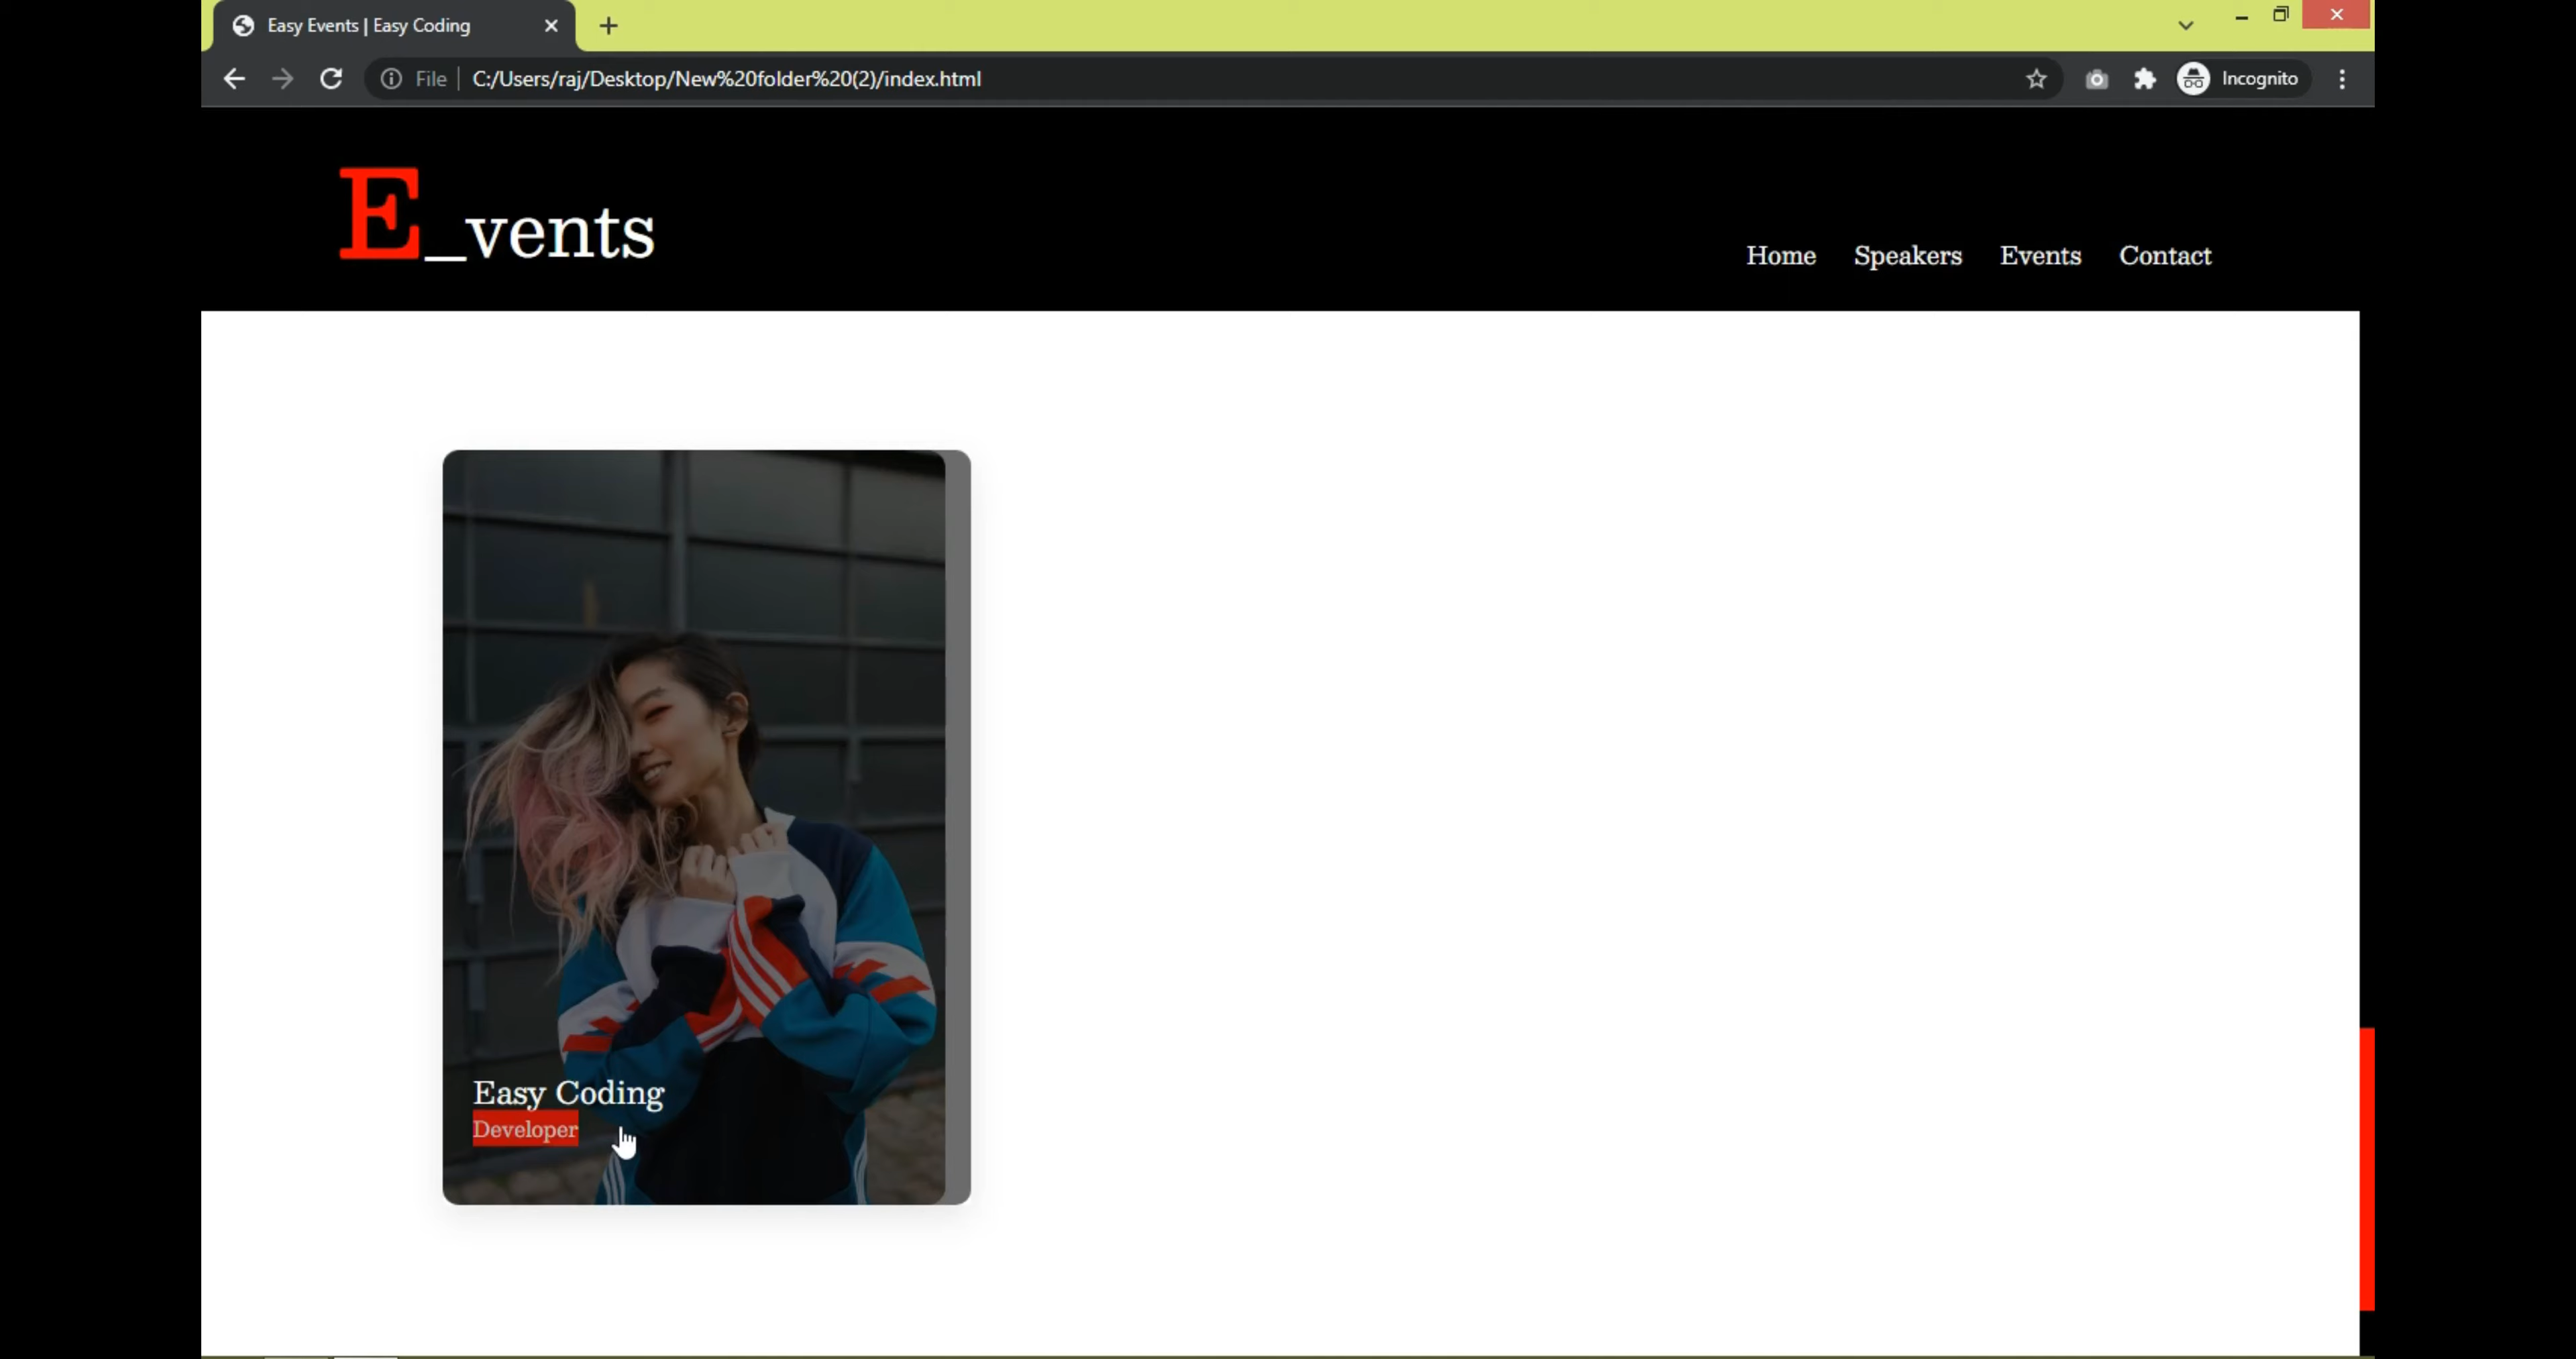 Easy Events | Easy Coding
File
C:/Users/raj/Desktop/New%20folder%20(2)/index.html
Incognito
E_vents
Home Speakers Events Contact
Easy Coding
Developer